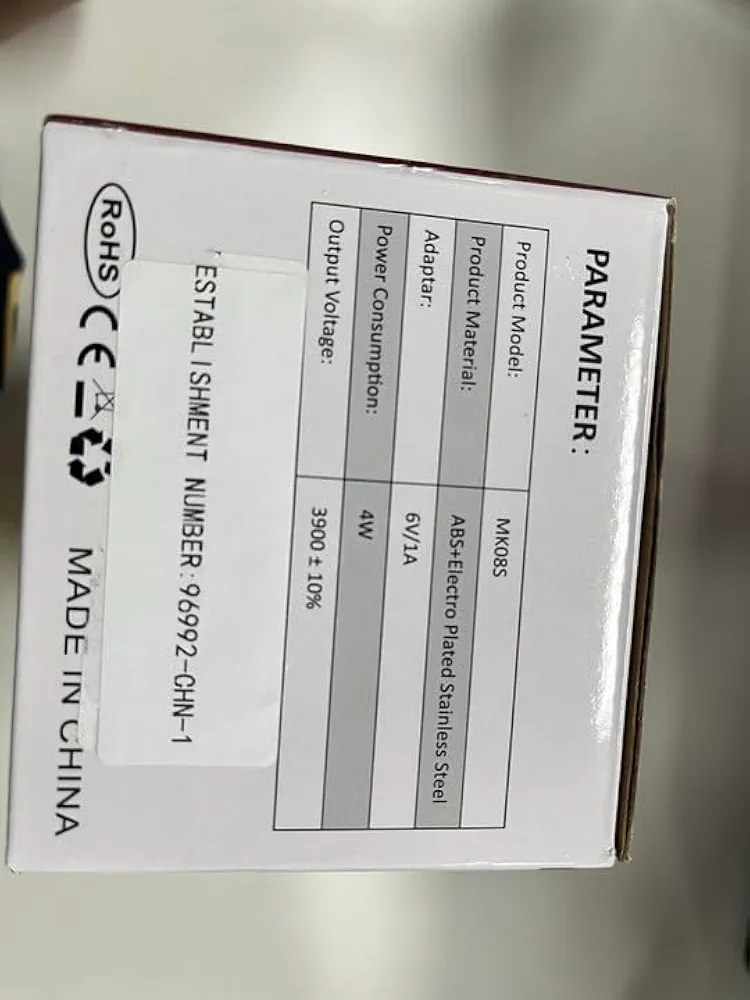 PARAMETER:
Product Model: MK08S
Product Material: ABS+Electro Plated Stainless Steel
Adaptar: 6V/1A
Power Consumption: 4W
Output Voltage: 3900 ± 10%
ESTABLISHMENT NUMBER:96992-CHN-1
RoHS CE MADE IN CHINA